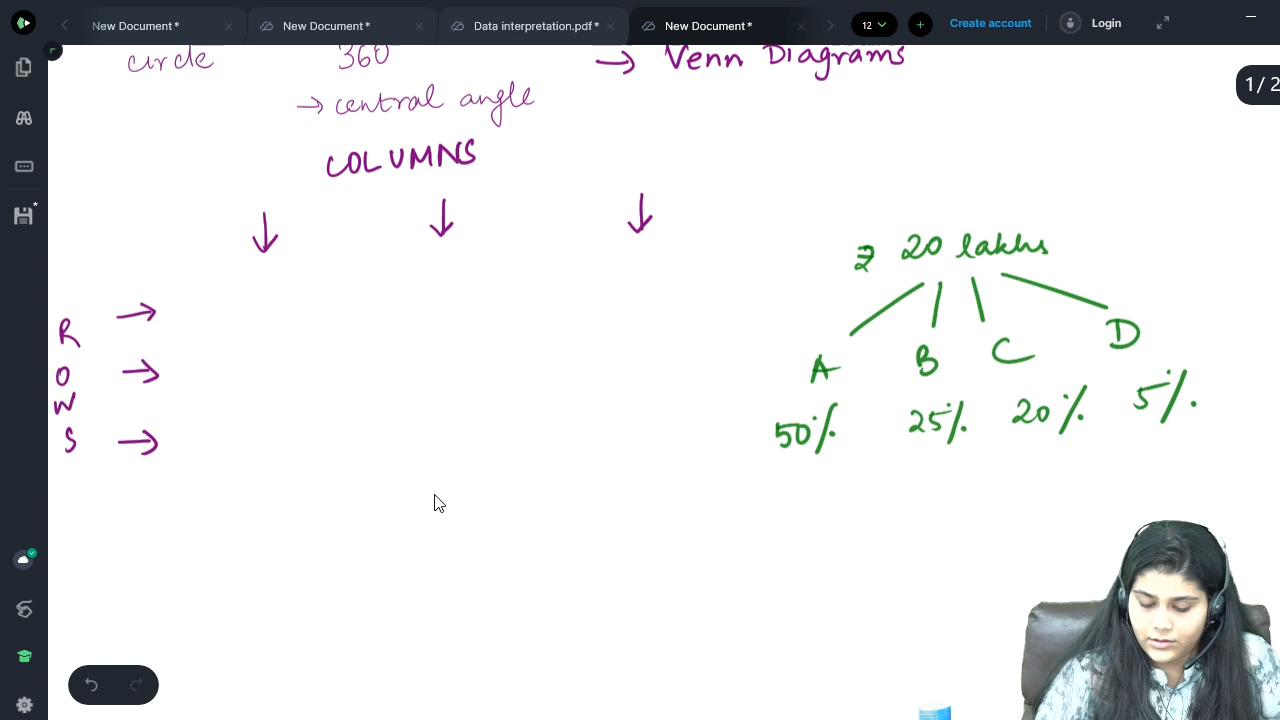 New Document *
New Document *
Data interpretation.pdf *
New Document *
12
Create account
Login
1 / 2
circle 360 → Venn Diagrams
→ central angle
COLUMNS
↓ ↓ ↓
₹ 20 lakhs
A B C D
50% 25% 20% 5%
R →
O →
W
S →